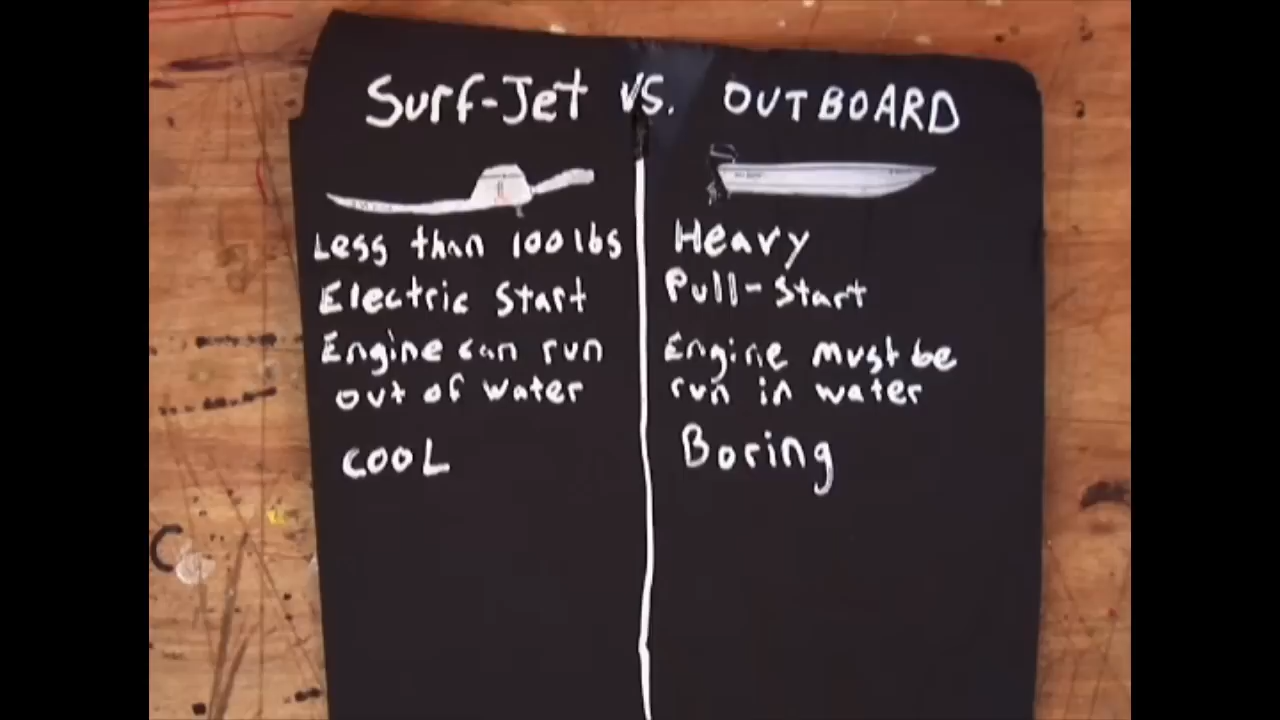 Surf-Jet vs. OUTBOARD
Less than 100 lbs
Electric Start
Engine can run
out of water
COOL
Heavy
Pull-Start
Engine must be
run in water
Boring